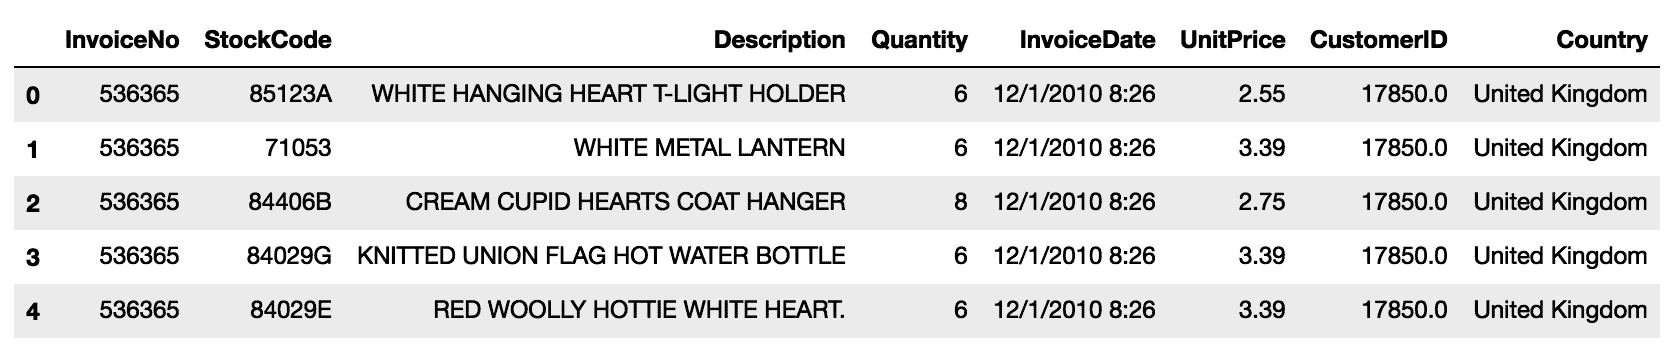 InvoiceNo StockCode Description Quantity InvoiceDate UnitPrice CustomerID Country
0 536365 85123A WHITE HANGING HEART T-LIGHT HOLDER 6 12/1/2010 8:26 2.55 17850.0 United Kingdom
1 536365 71053 WHITE METAL LANTERN 6 12/1/2010 8:26 3.39 17850.0 United Kingdom
2 536365 84406B CREAM CUPID HEARTS COAT HANGER 8 12/1/2010 8:26 2.75 17850.0 United Kingdom
3 536365 84029G KNITTED UNION FLAG HOT WATER BOTTLE 6 12/1/2010 8:26 3.39 17850.0 United Kingdom
4 536365 84029E RED WOOLLY HOTTIE WHITE HEART. 6 12/1/2010 8:26 3.39 17850.0 United Kingdom